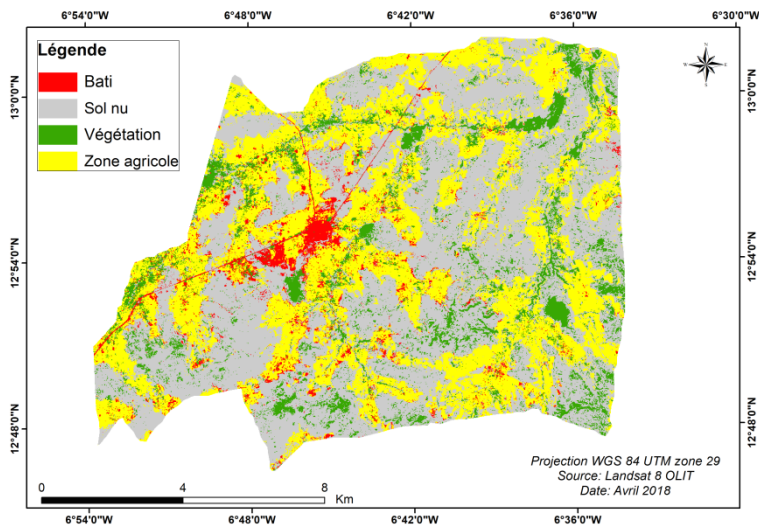 6°54'0"W 6°48'0"W 6°42'0"W 6°36'0"W 6°30'0"W
Légende
Bati
Sol nu
Végétation
Zone agricole
N
W E
S
13°0'0"N 13°0'0"N
12°54'0"N 12°54'0"N
12°48'0"N 12°48'0"N
Projection WGS 84 UTM zone 29
Source: Landsat 8 OLIT
Date: Avril 2018
0 4 8
Km
6°54'0"W 6°48'0"W 6°42'0"W 6°36'0"W